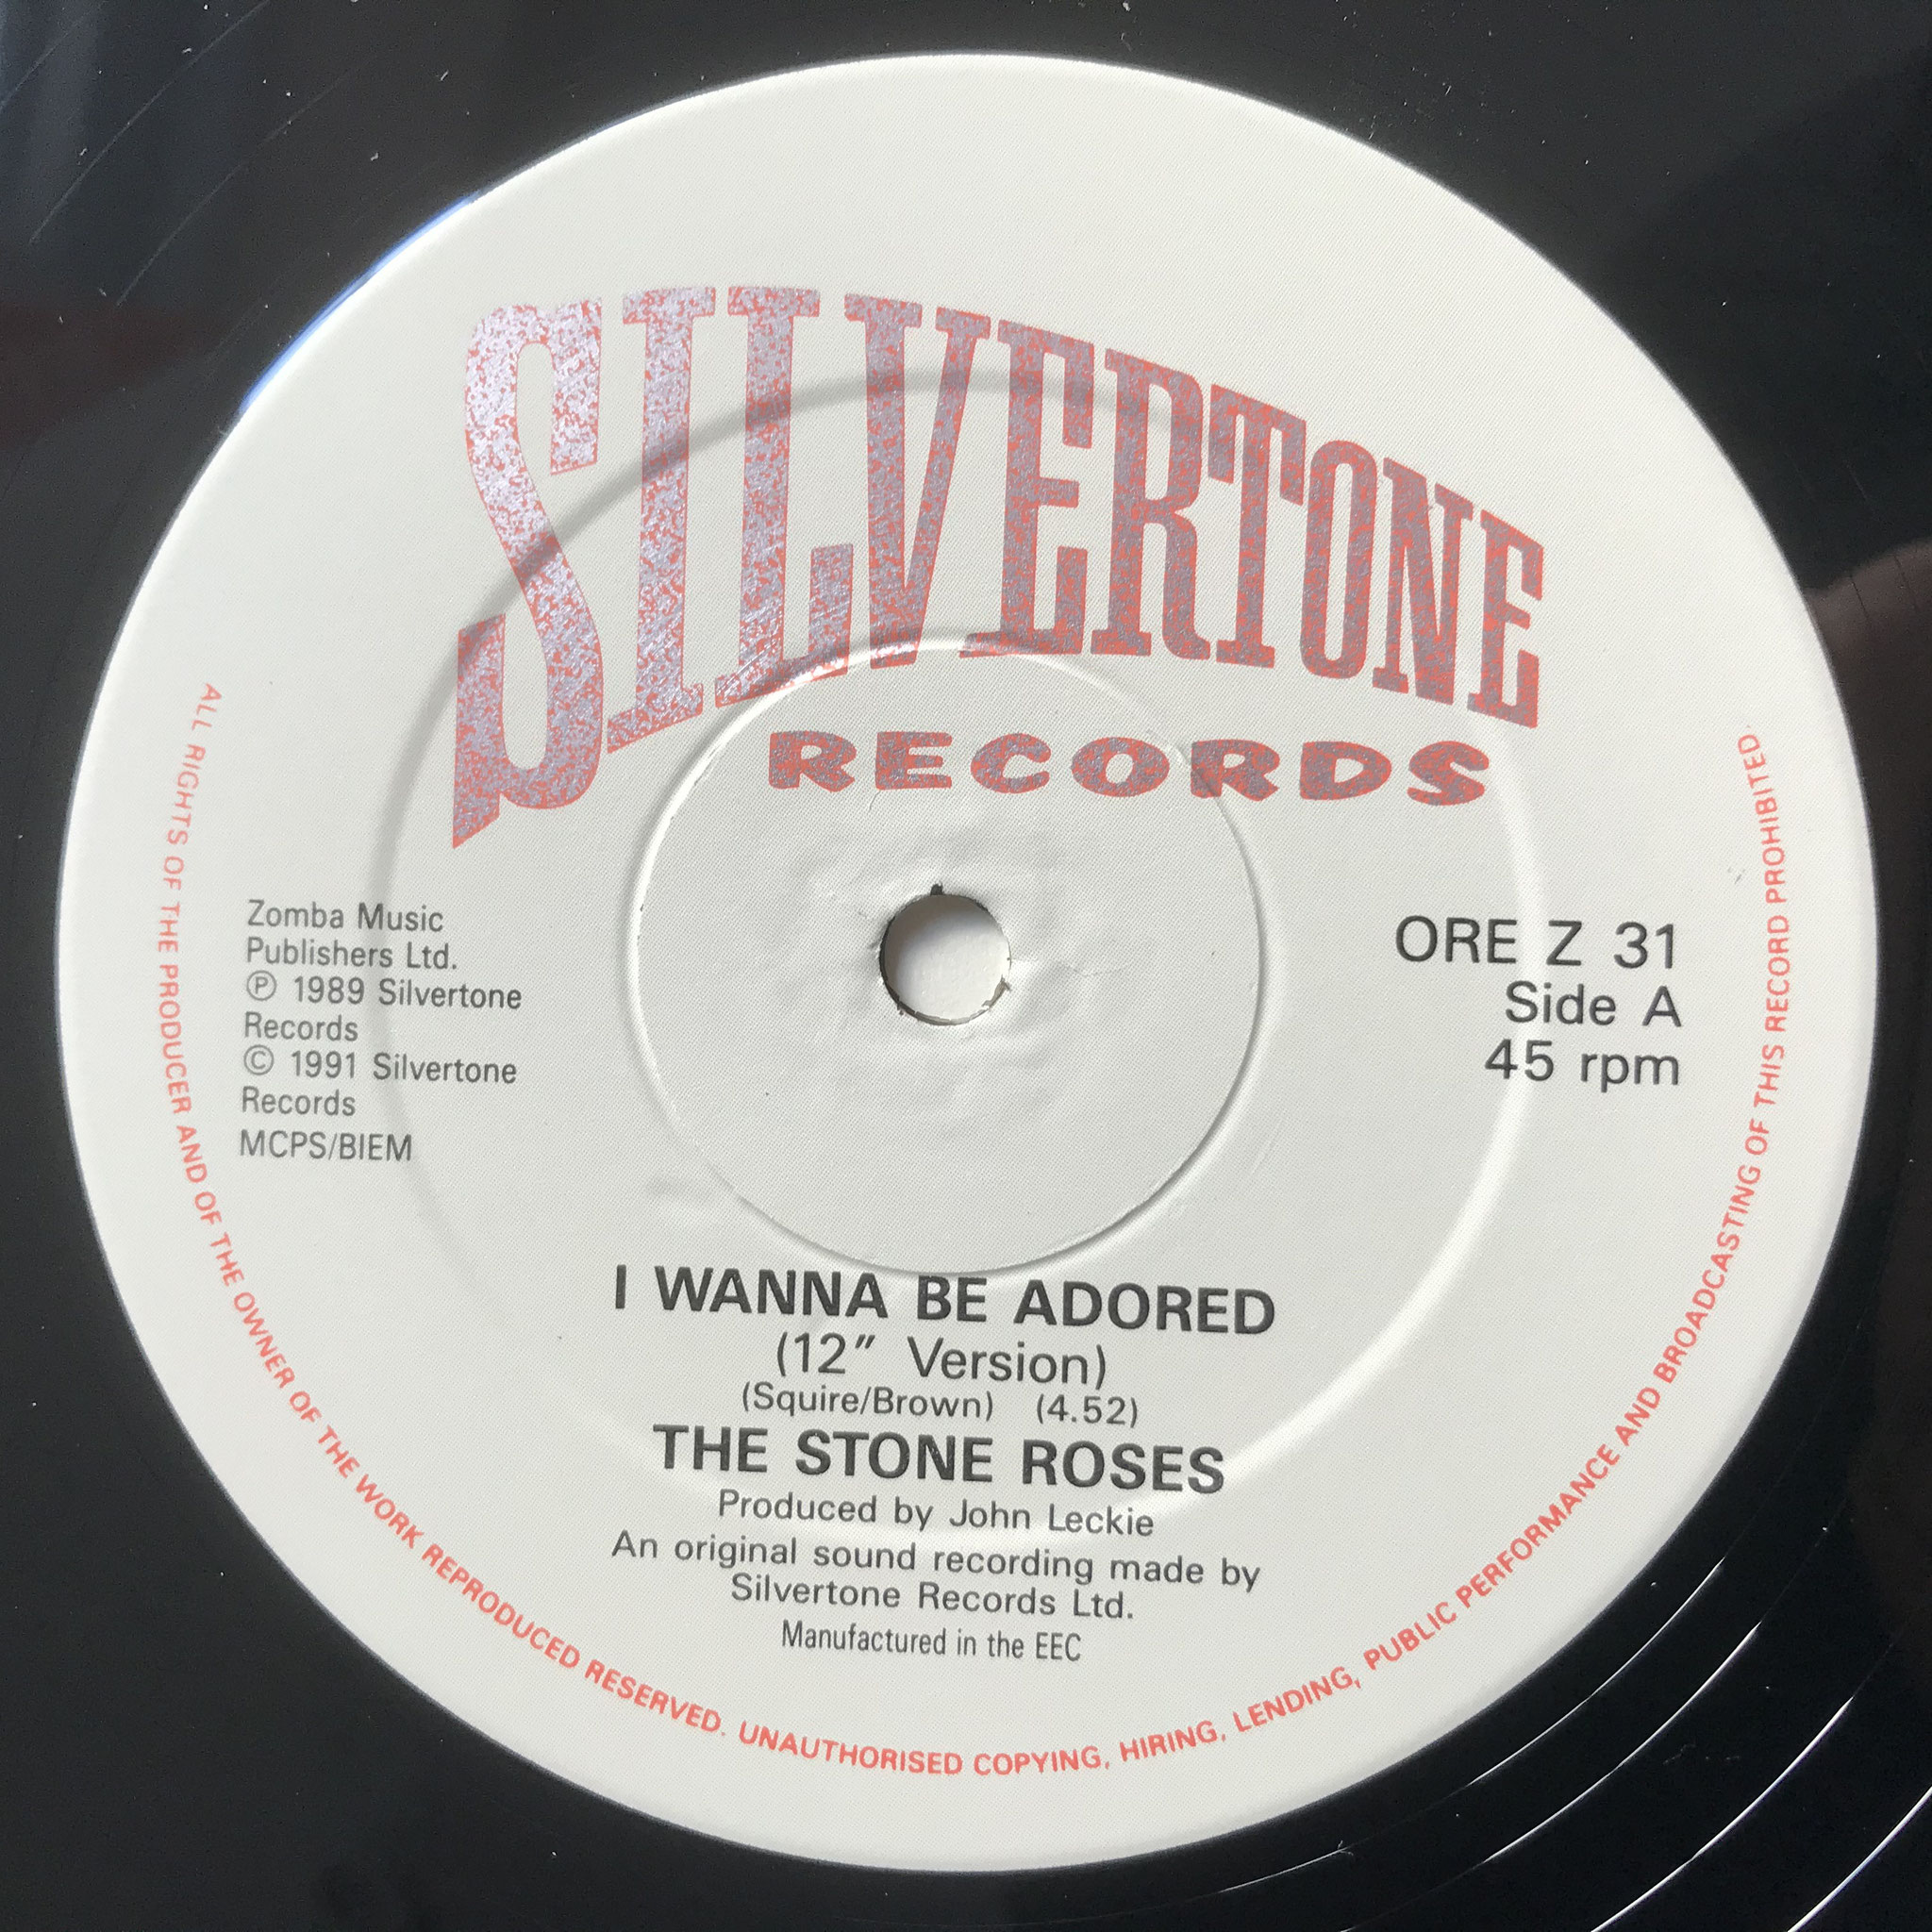 SILVERTONE
RECORDS
Zomba Music
Publishers Ltd.
℗ 1989 Silvertone
Records
© 1991 Silvertone
Records
MCPS/BIEM
ORE Z 31
Side A
45 rpm
I WANNA BE ADORED
(12" Version)
(Squire/Brown) (4.52)
THE STONE ROSES
Produced by John Leckie
An original sound recording made by
Silvertone Records Ltd.
Manufactured in the EEC
ALL RIGHTS OF THE PRODUCER AND OF THE OWNER OF THE WORK REPRODUCED RESERVED. UNAUTHORISED COPYING, HIRING, LENDING, PUBLIC PERFORMANCE AND BROADCASTING OF THIS RECORD PROHIBITED